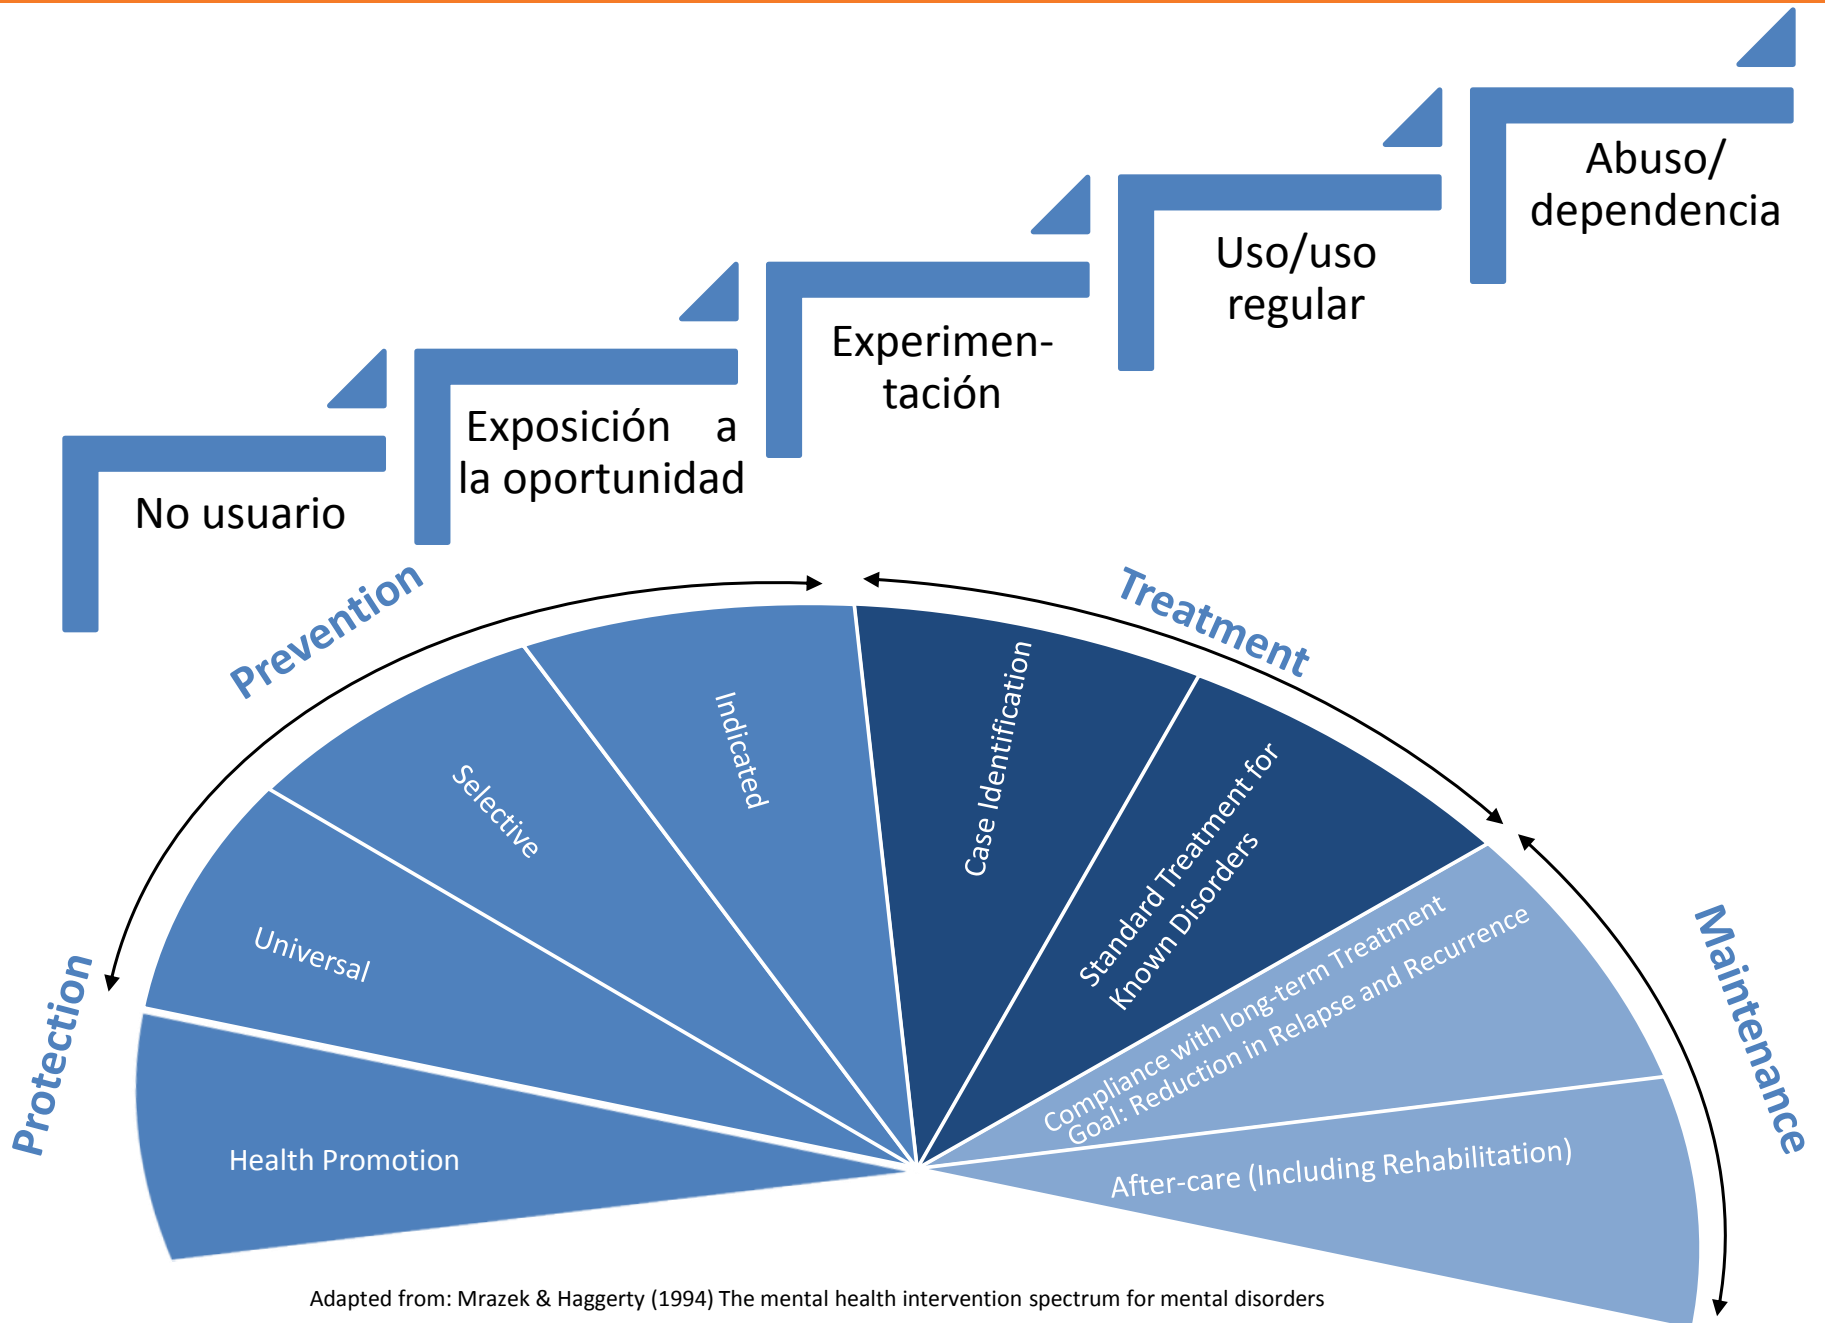 Abuso/
dependencia
Uso/uso
regular
Experimen-
tación
Exposición a
la oportunidad
No usuario
Prevention
Treatment
Protection
Maintenance
Health Promotion
Universal
Selective
Indicated
Case Identification
Standard Treatment for
Known Disorders
Compliance with long-term Treatment
Goal: Reduction in Relapse and Recurrence
After-care (Including Rehabilitation)
Adapted from: Mrazek & Haggerty (1994) The mental health intervention spectrum for mental disorders